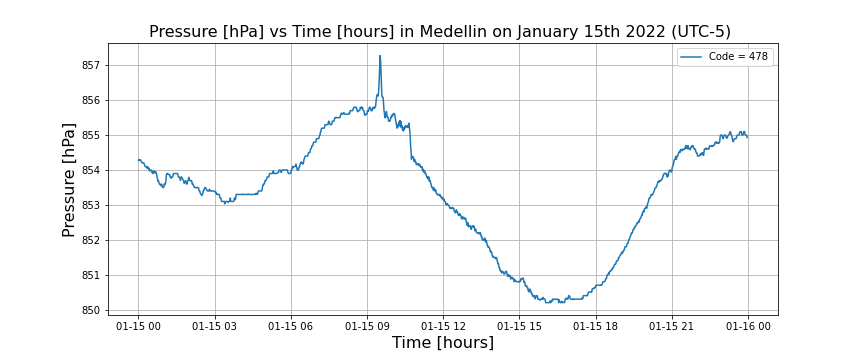 Pressure [hPa] vs Time [hours] in Medellin on January 15th 2022 (UTC-5)
Code = 478
857
856
855
854
853
852
851
850
Pressure [hPa]
01-15 00 01-15 03 01-15 06 01-15 09 01-15 12 01-15 15 01-15 18 01-15 21 01-16 00
Time [hours]